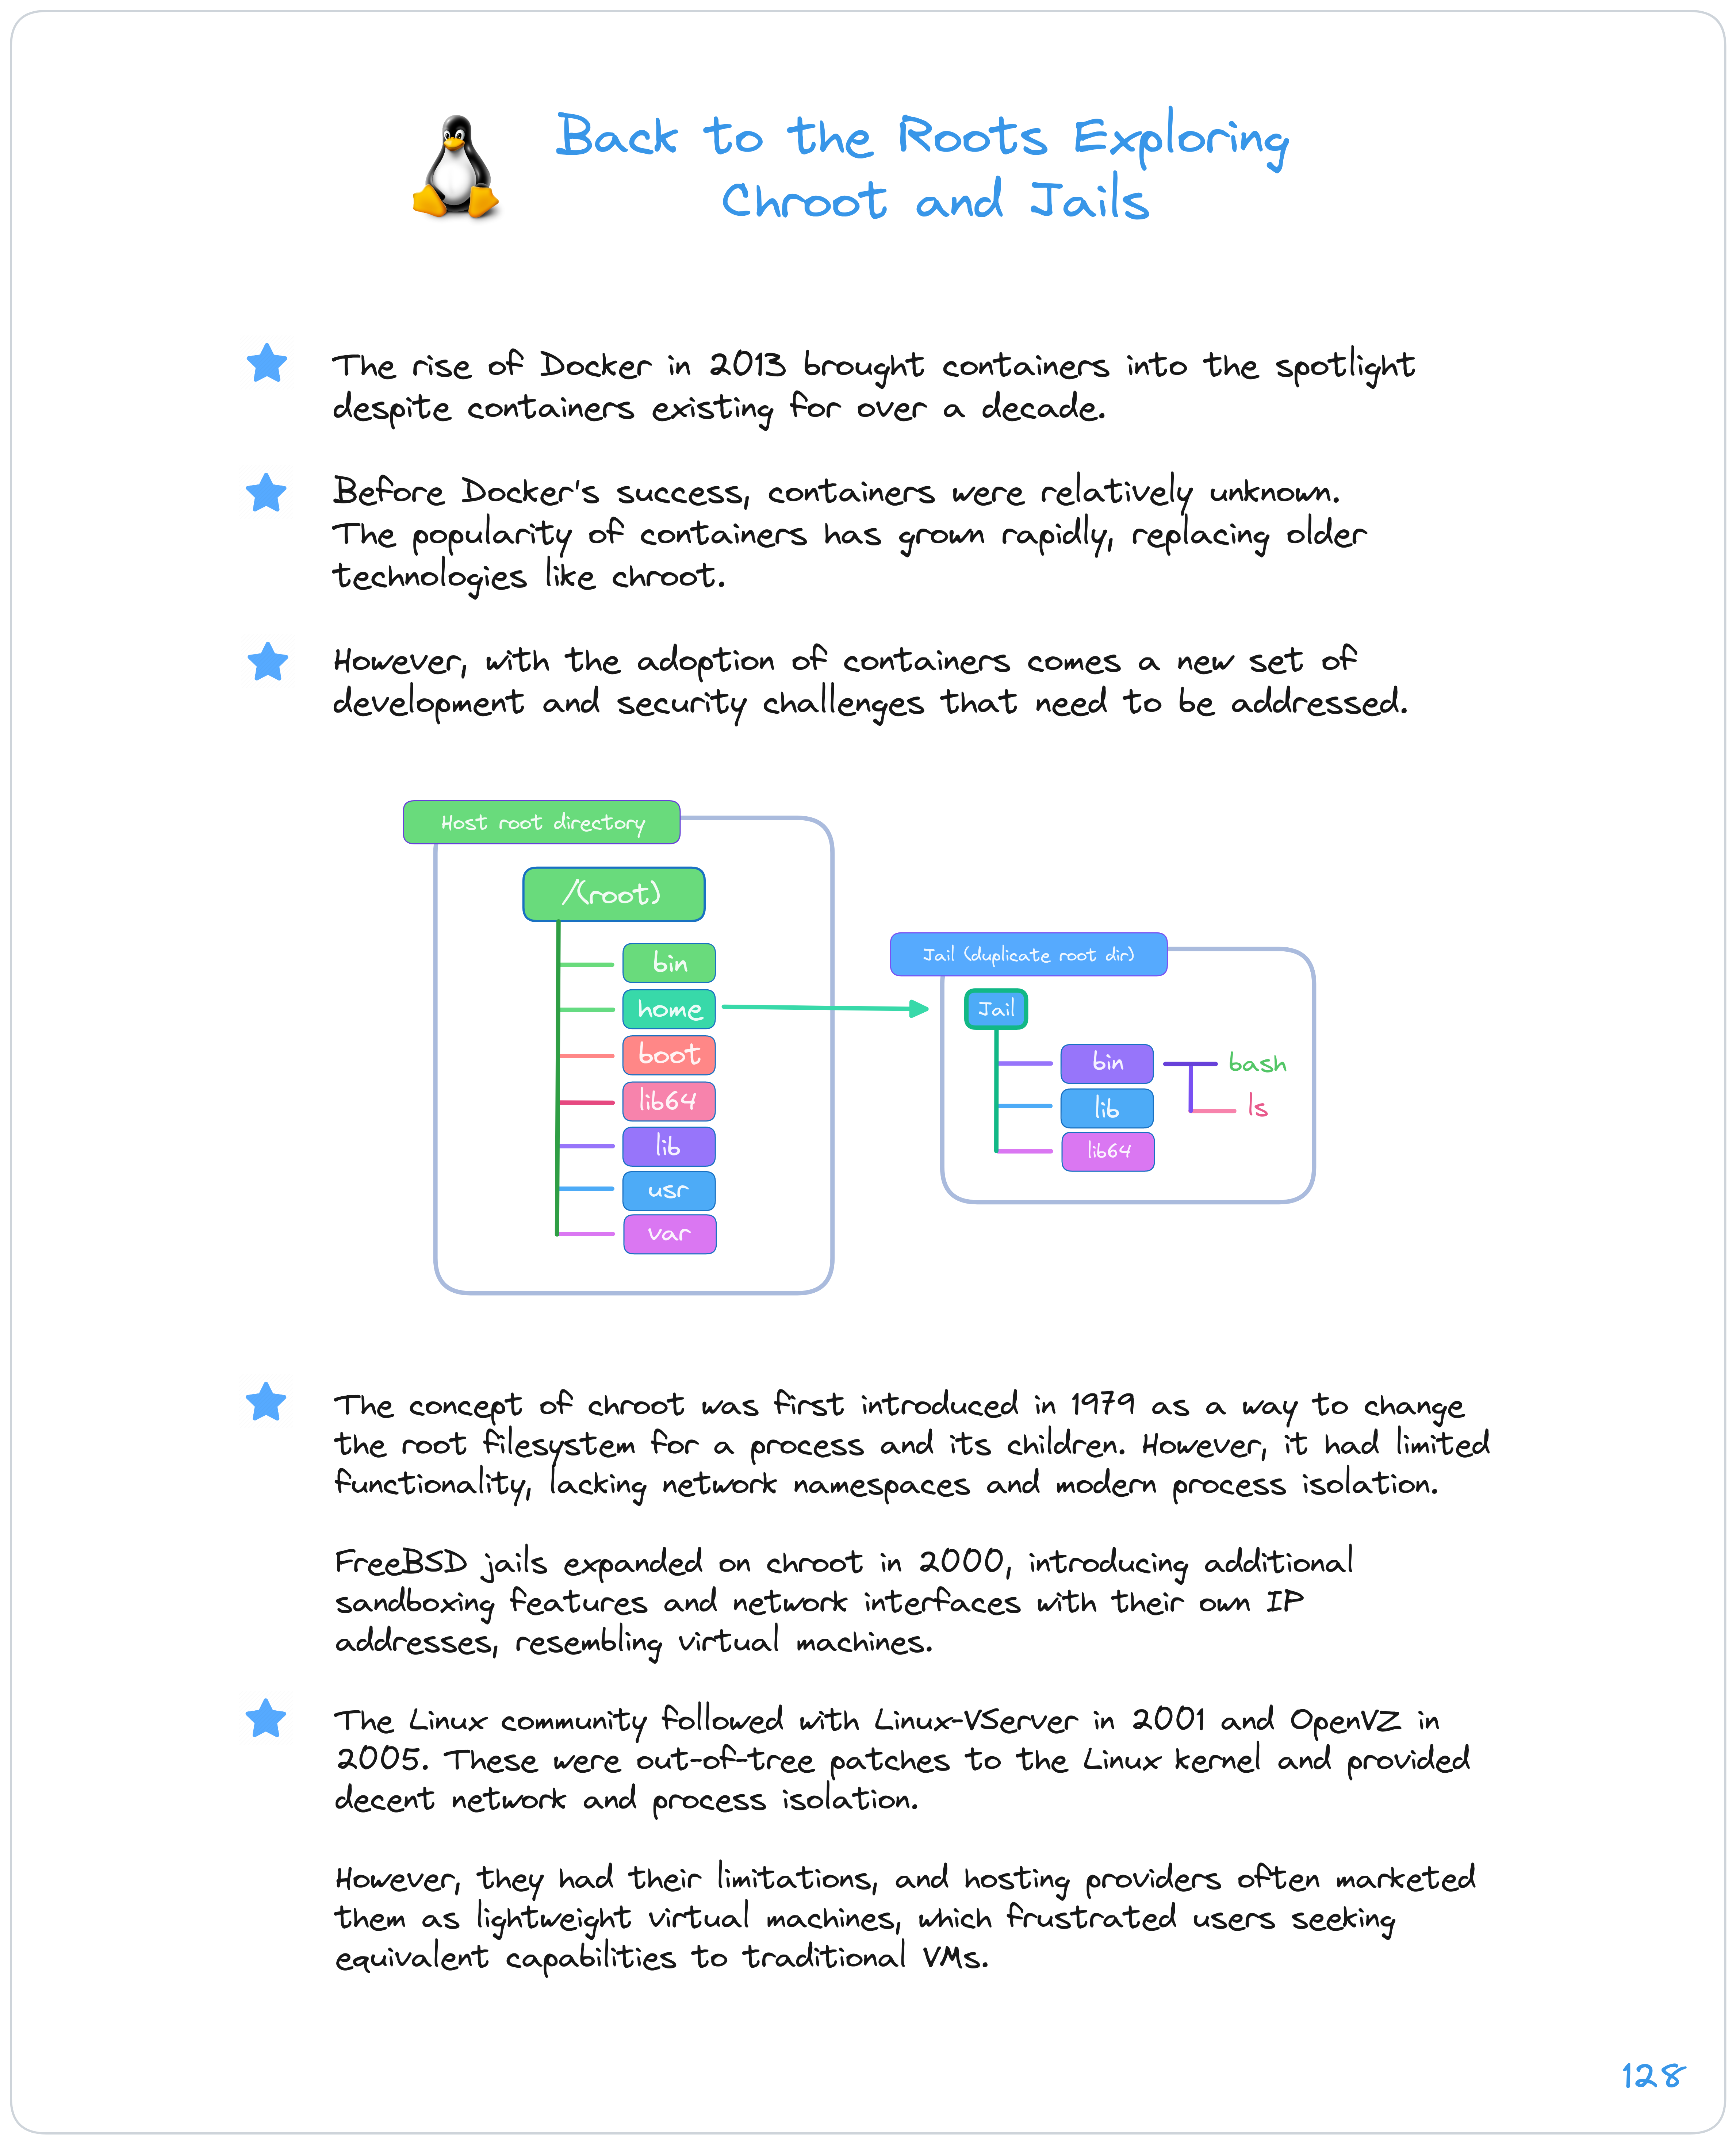 Back to the Roots Exploring
Chroot and Jails
The rise of Docker in 2013 brought containers into the spotlight
despite containers existing for over a decade.
Before Docker's success, containers were relatively unknown.
The popularity of containers has grown rapidly, replacing older
technologies like chroot.
However, with the adoption of containers comes a new set of
development and security challenges that need to be addressed.
Host root directory
/(root)
bin
home
boot
lib64
lib
usr
var
Jail (duplicate root dir)
Jail
bin
bash
lib
ls
lib64
The concept of chroot was first introduced in 1979 as a way to change
the root filesystem for a process and its children. However, it had limited
functionality, lacking network namespaces and modern process isolation.
FreeBSD jails expanded on chroot in 2000, introducing additional
sandboxing features and network interfaces with their own IP
addresses, resembling virtual machines.
The Linux community followed with Linux-VServer in 2001 and OpenVZ in
2005. These were out-of-tree patches to the Linux kernel and provided
decent network and process isolation.
However, they had their limitations, and hosting providers often marketed
them as lightweight virtual machines, which frustrated users seeking
equivalent capabilities to traditional VMs.
128